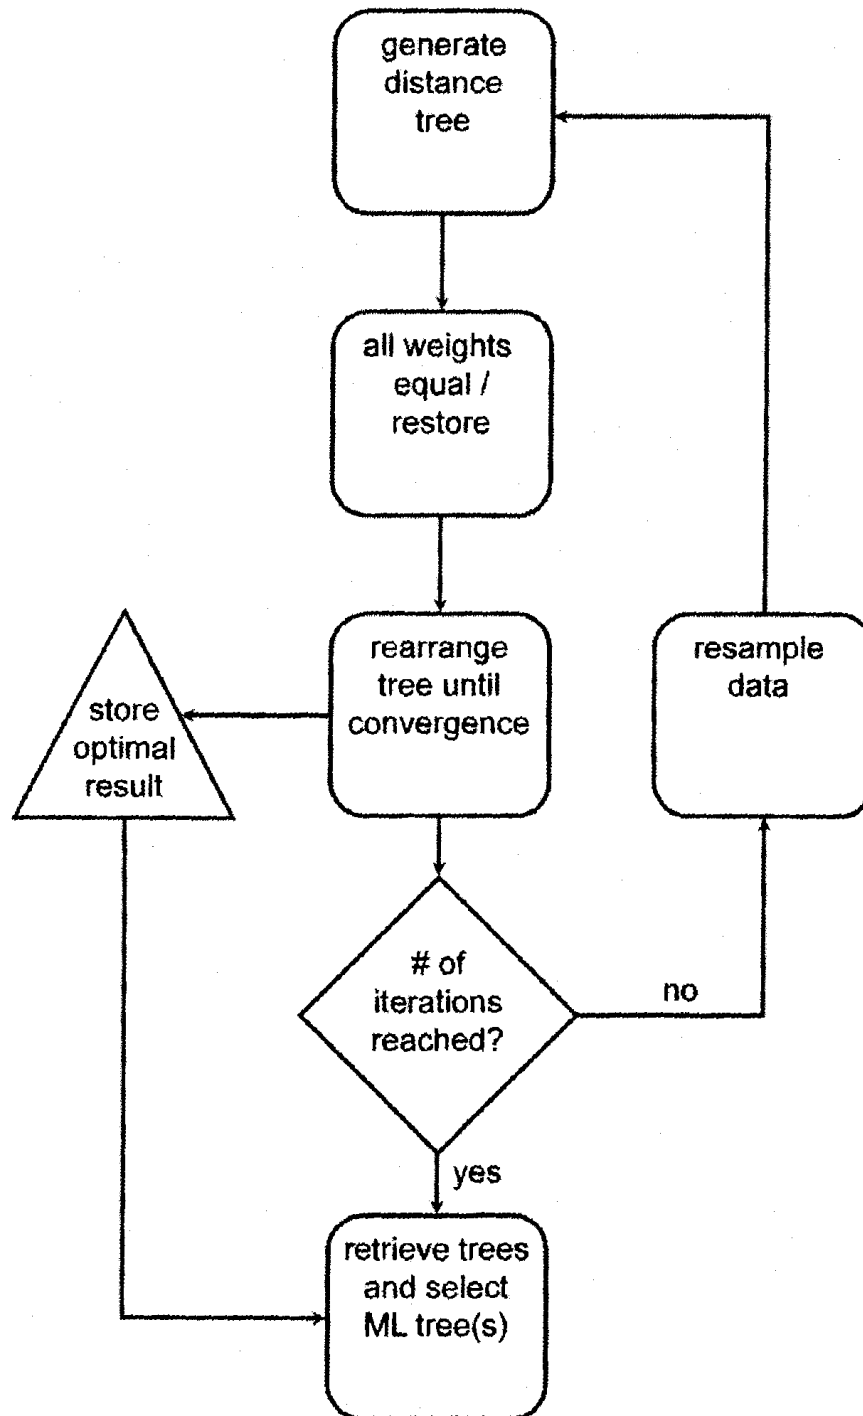 generate
distance
tree
all weights
equal /
restore
rearrange
tree until
convergence
resample
data
store
optimal
result
# of
iterations
reached?
no
yes
retrieve trees
and select
ML tree(s)